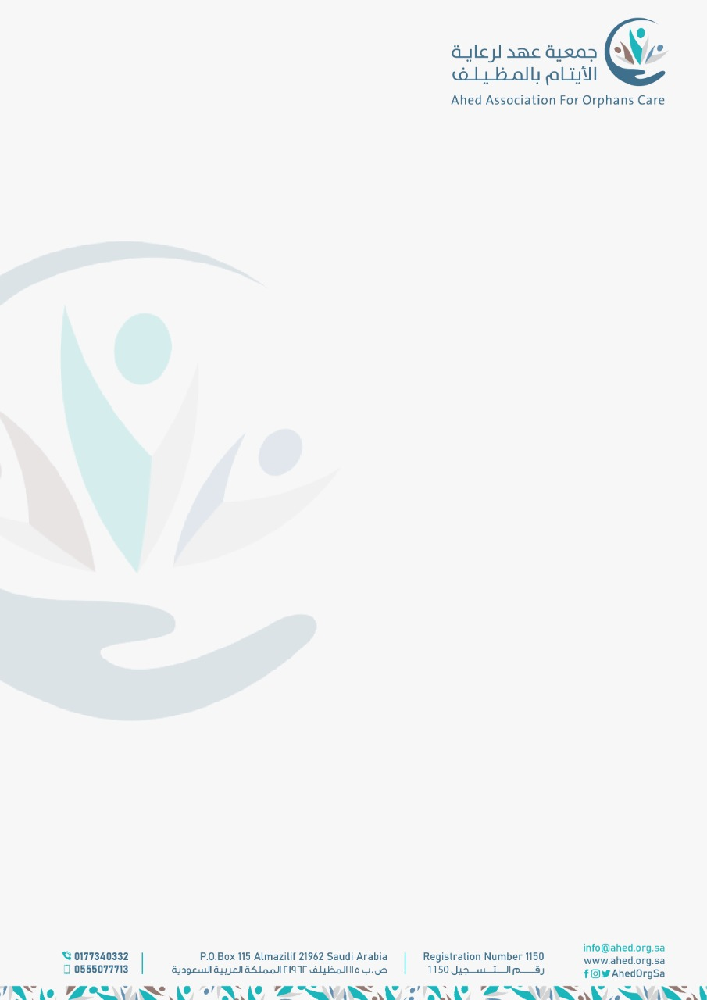 جمعية عهد لرعاية
الأيتام بالمظيلف
Ahed Association For Orphans Care
info@ahed.org.sa
www.ahed.org.sa
AhedOrgSa
Registration Number 1150
رقم التسجيل 1150
P.O.Box 115 Almazilif 21962 Saudi Arabia
ص.ب ١١٥ المظيلف ٢١٩٦٢ المملكة العربية السعودية
0177340332
0555077713